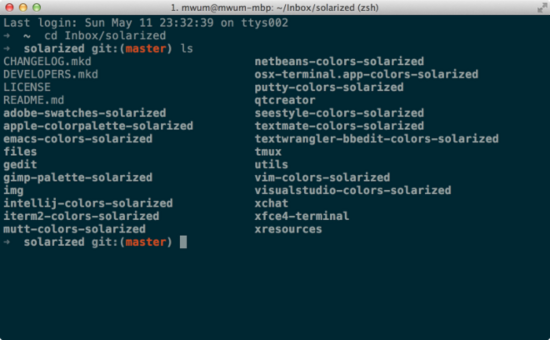 1. mwum@mwum-mbp: ~/Inbox/solarized (zsh)
Last login: Sun May 11 23:32:39 on ttys002
→ ~ cd Inbox/solarized
→ solarized git:(master) ls
CHANGELOG.mkd netbeans-colors-solarized
DEVELOPERS.mkd osx-terminal.app-colors-solarized
LICENSE putty-colors-solarized
README.md qtcreator
adobe-swatches-solarized seestyle-colors-solarized
apple-colorpalette-solarized textmate-colors-solarized
emacs-colors-solarized textwrangler-bbedit-colors-solarized
files tmux
gedit utils
gimp-palette-solarized vim-colors-solarized
img visualstudio-colors-solarized
intellij-colors-solarized xchat
iterm2-colors-solarized xfce4-terminal
mutt-colors-solarized xresources
→ solarized git:(master)